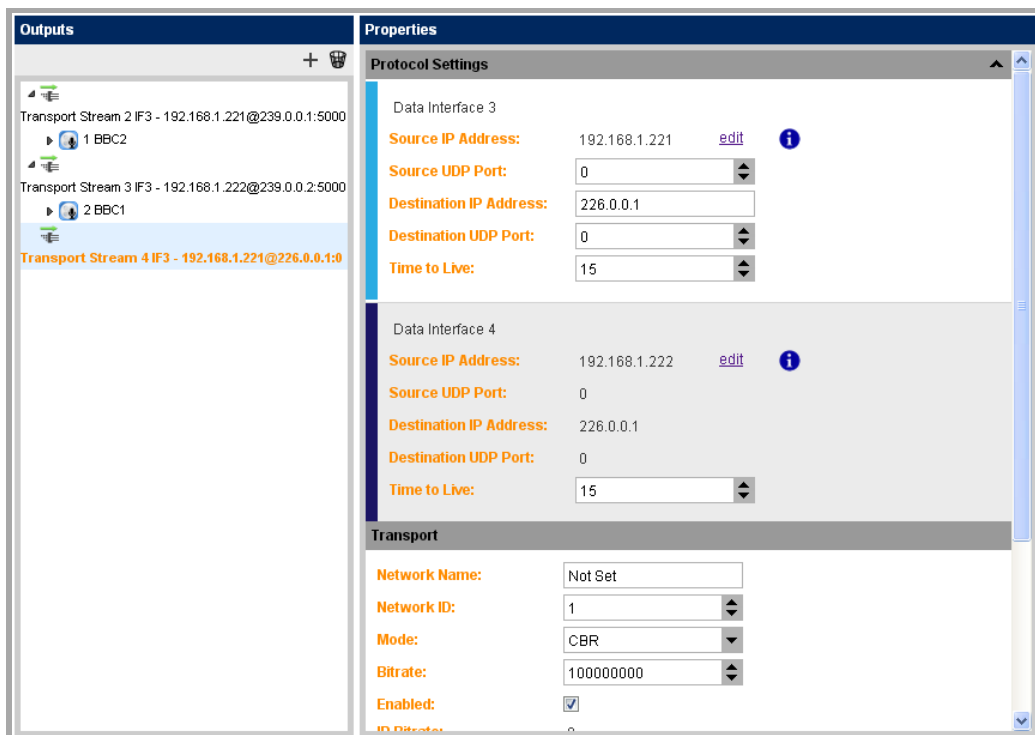 Outputs
Transport Stream 2 IF3 - 192.168.1.221@239.0.0.1:5000
1 BBC2
Transport Stream 3 IF3 - 192.168.1.222@239.0.0.2:5000
2 BBC1
Transport Stream 4 IF3 - 192.168.1.221@226.0.0.1:0
Properties
Protocol Settings
Data Interface 3
Source IP Address: 192.168.1.221 edit
Source UDP Port: 0
Destination IP Address: 226.0.0.1
Destination UDP Port: 0
Time to Live: 15
Data Interface 4
Source IP Address: 192.168.1.222 edit
Source UDP Port: 0
Destination IP Address: 226.0.0.1
Destination UDP Port: 0
Time to Live: 15
Transport
Network Name: Not Set
Network ID: 1
Mode: CBR
Bitrate: 100000000
Enabled:
IP Bitrate: